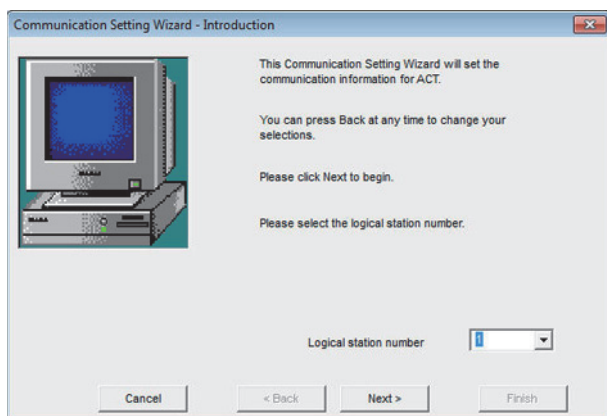 Communication Setting Wizard - Introduction
This Communication Setting Wizard will set the
communication information for ACT.
You can press Back at any time to change your
selections.
Please click Next to begin.
Please select the logical station number.
Logical station number
1
Cancel
< Back
Next >
Finish